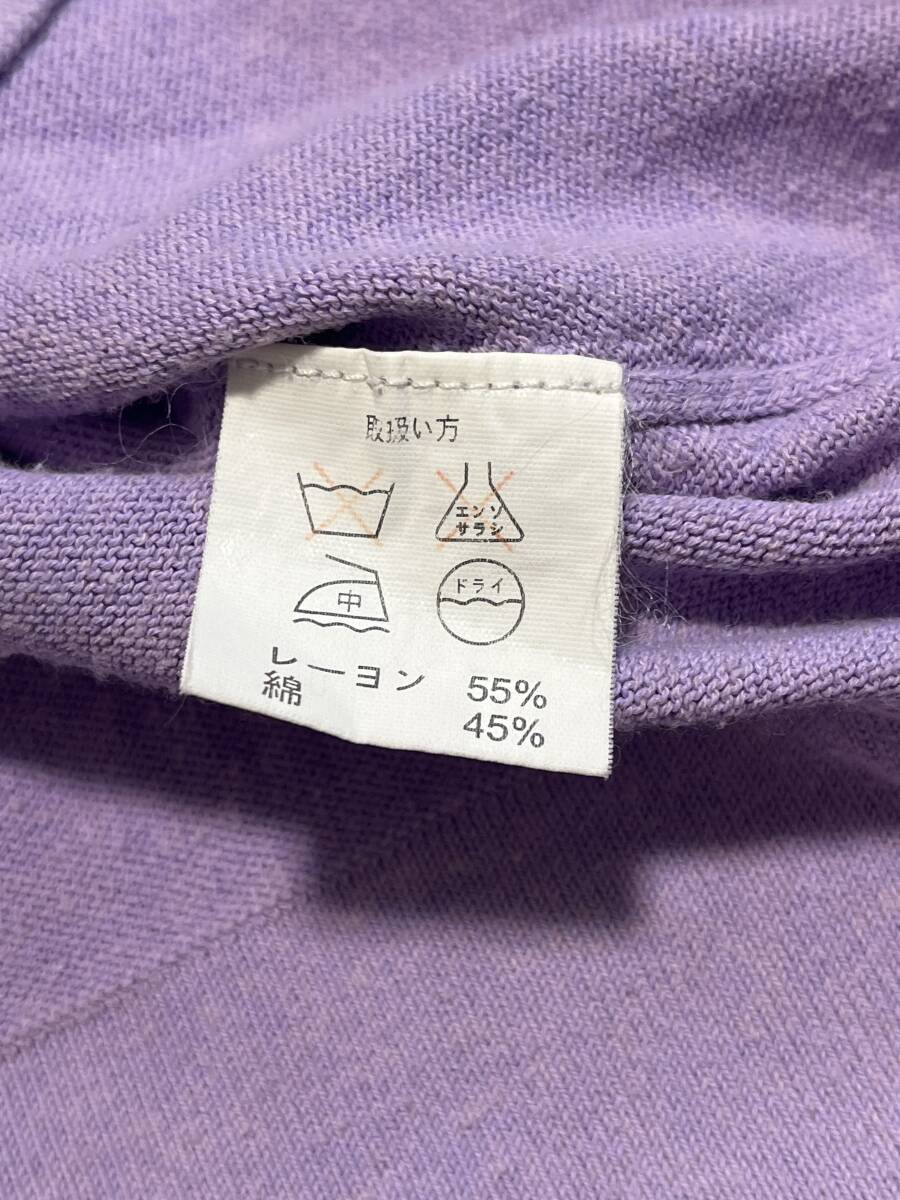 取扱い方
エンソ
サラシ
中
ドライ
レーヨン 55%
綿 45%